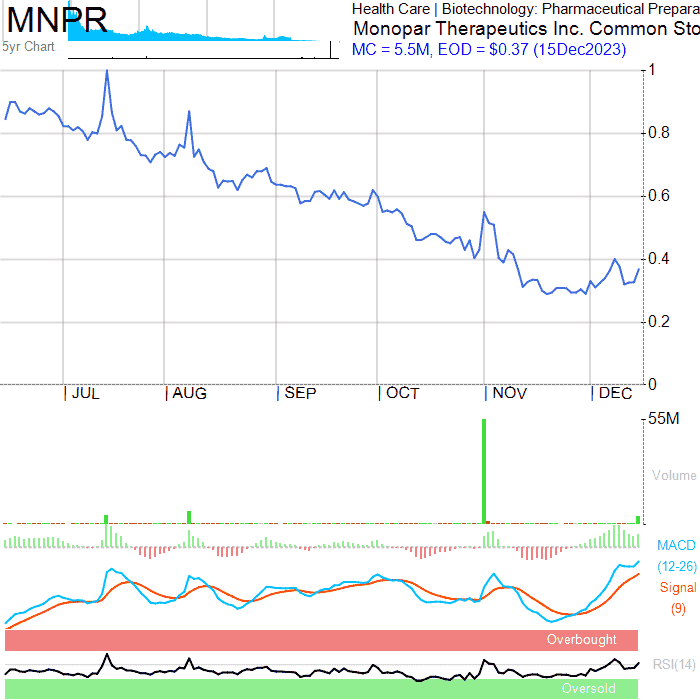 MNPR
5yr Chart
Health Care | Biotechnology: Pharmaceutical Prepara
Monopar Therapeutics Inc. Common Sto
MC = 5.5M, EOD = $0.37 (15Dec2023)
1
0.8
0.6
0.4
0.2
0
JUL AUG SEP OCT NOV DEC
55M
Volume
MACD
(12-26)
Signal
(9)
Overbought
RSI(14)
Oversold